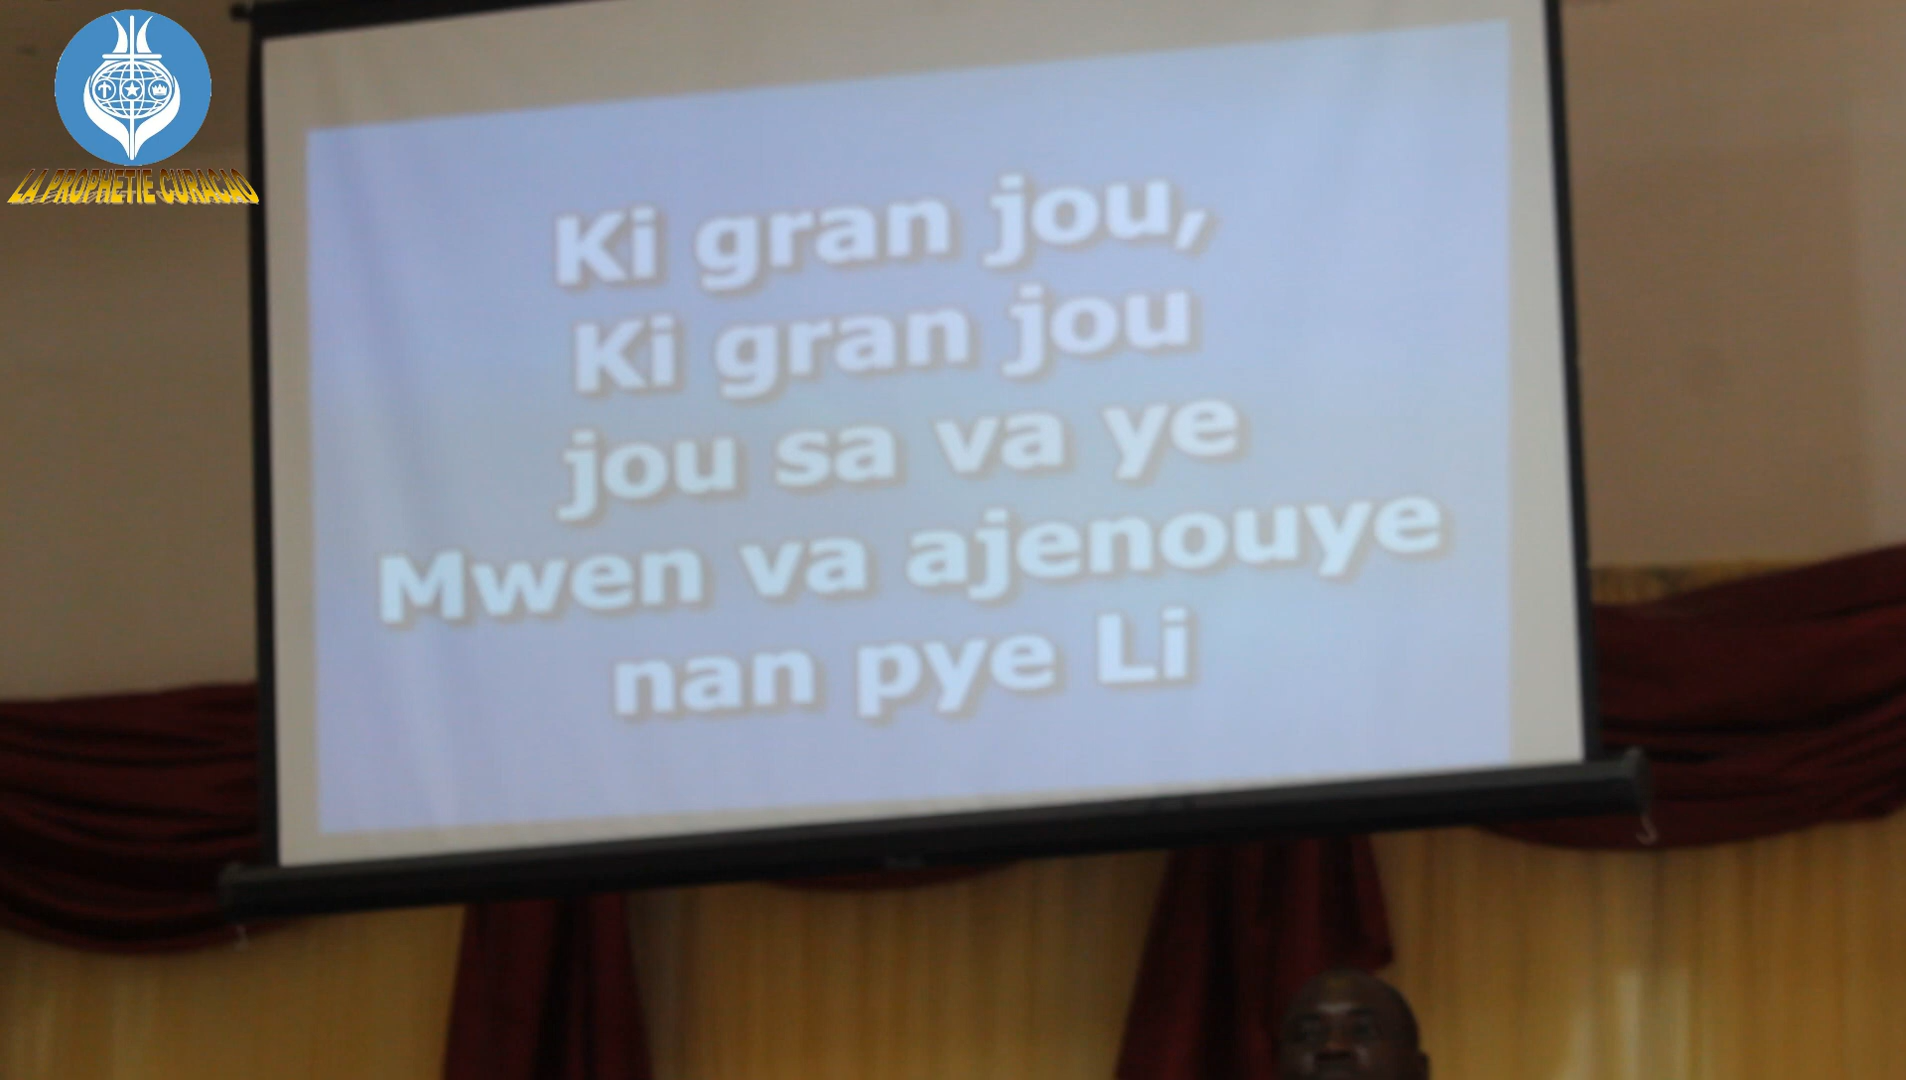 LA PROPHETIE CURACAO
Ki gran jou,
Ki gran jou
jou sa va ye
Mwen va ajenouye
nan pye Li